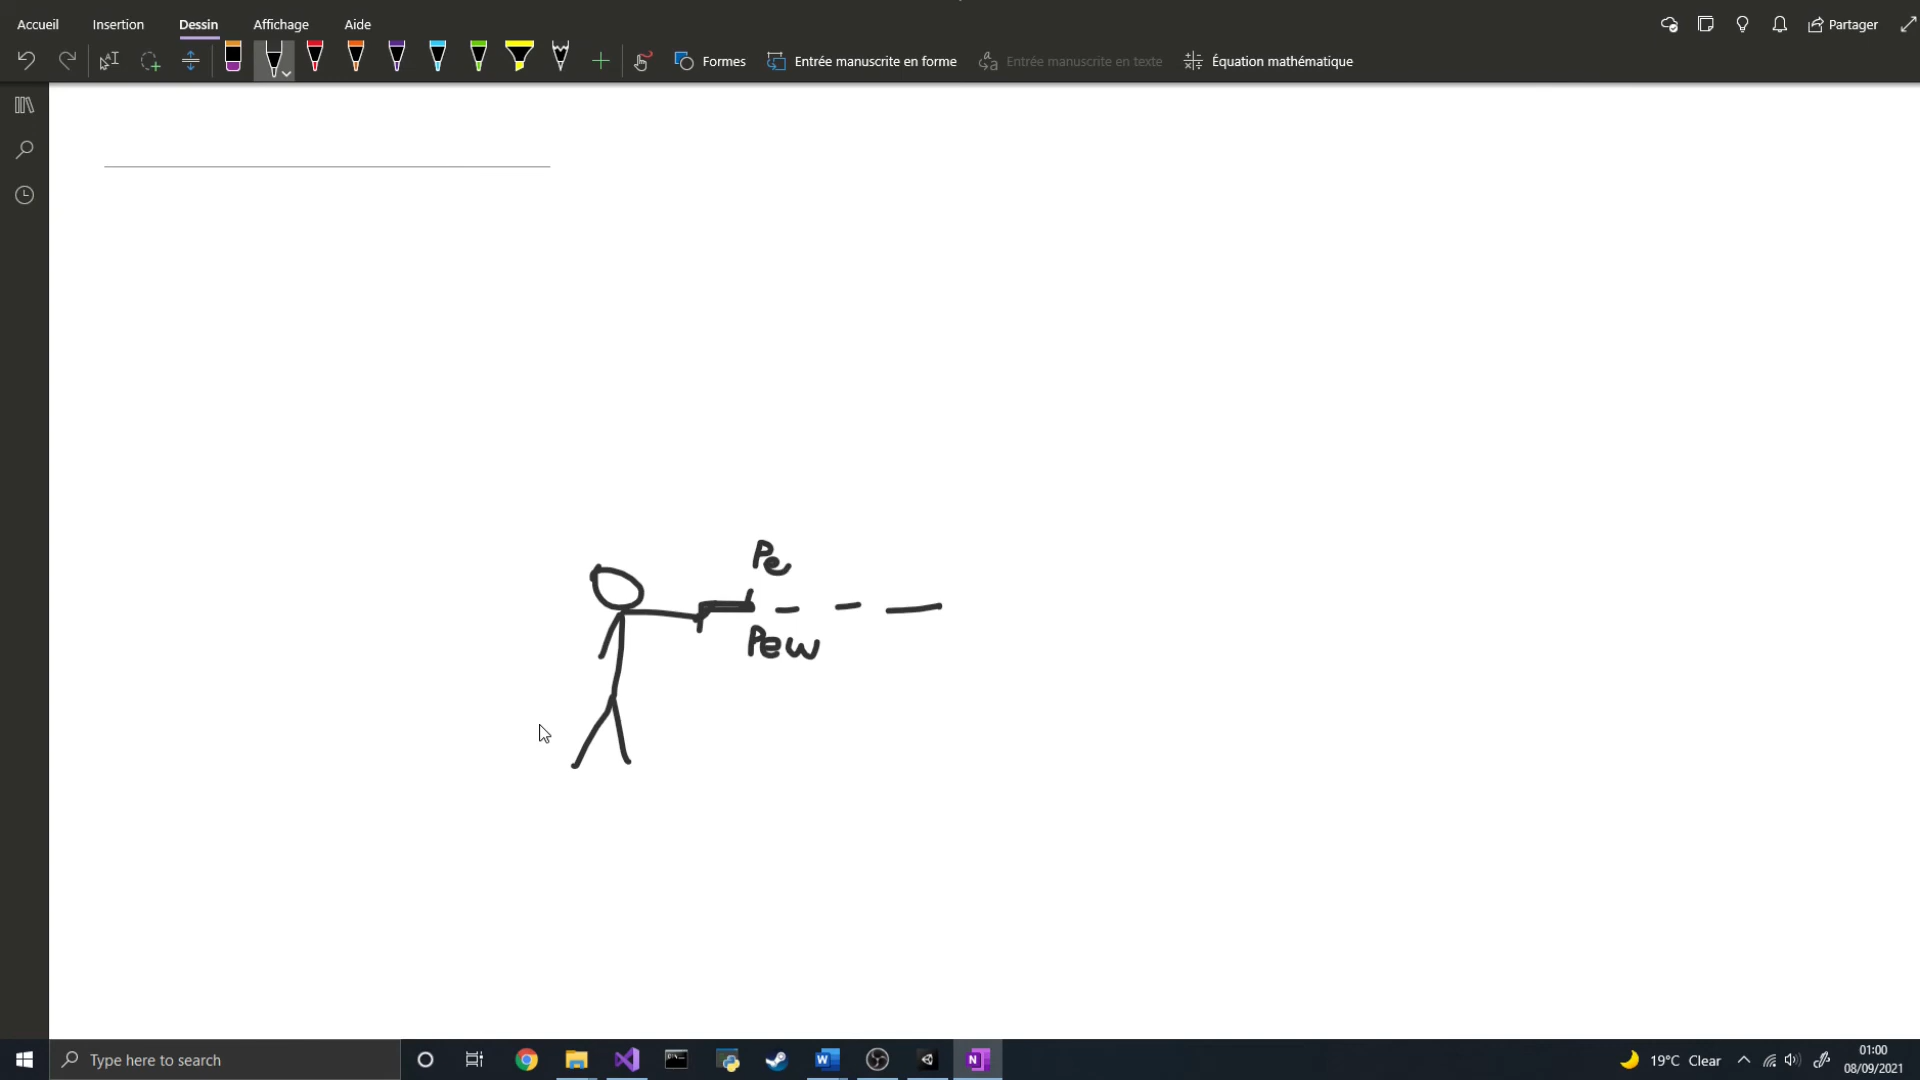 Accueil Insertion Dessin Affichage Aide
Partager
Formes Entrée manuscrite en forme Entrée manuscrite en texte Équation mathématique
Pe
Pew
Type here to search
19°C Clear
01:00
08/09/2021